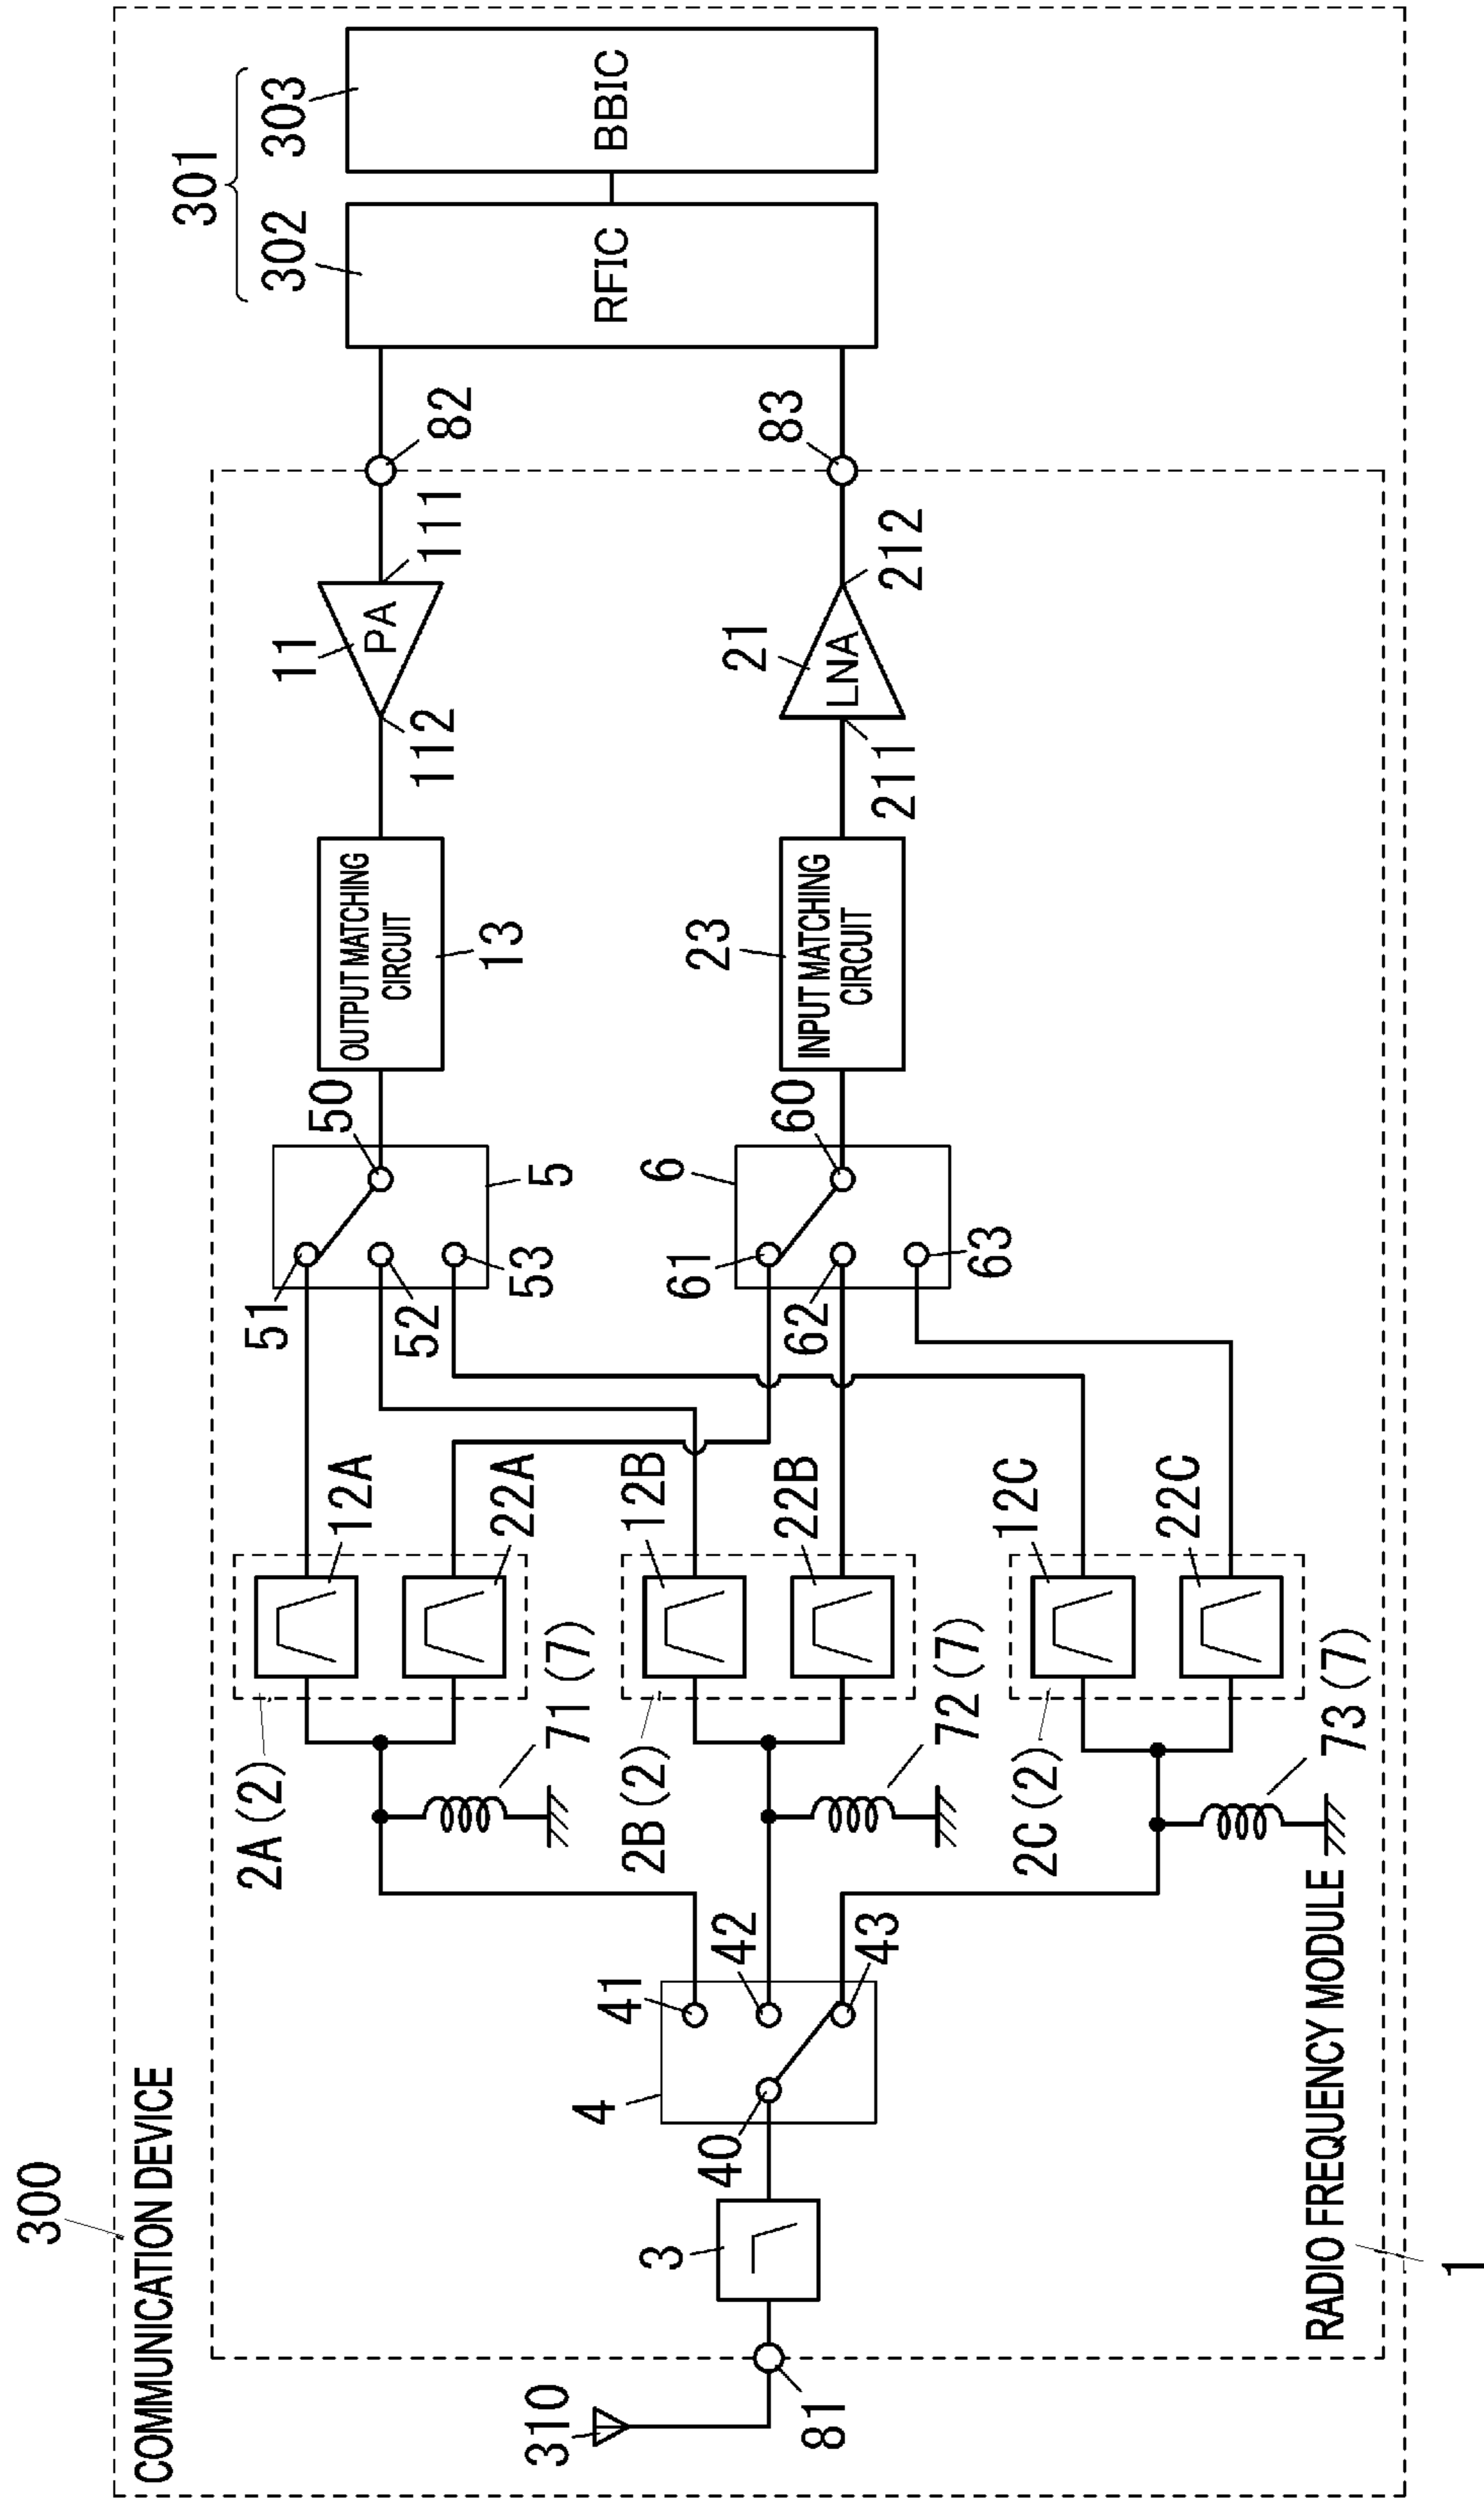 300
COMMUNICATION DEVICE
301
302
303
RFIC
BBIC
82
83
11
PA
111
112
21
LNA
211
212
OUTPUT MATCHING
CIRCUIT
13
INPUT MATCHING
CIRCUIT
23
50
5
51
52
53
60
6
61
62
63
12A
22A
12B
22B
12C
22C
2A(2)
71(7)
2B(2)
72(7)
2C(2)
73(7)
41
42
43
4
40
3
310
81
RADIO FREQUENCY MODULE
1